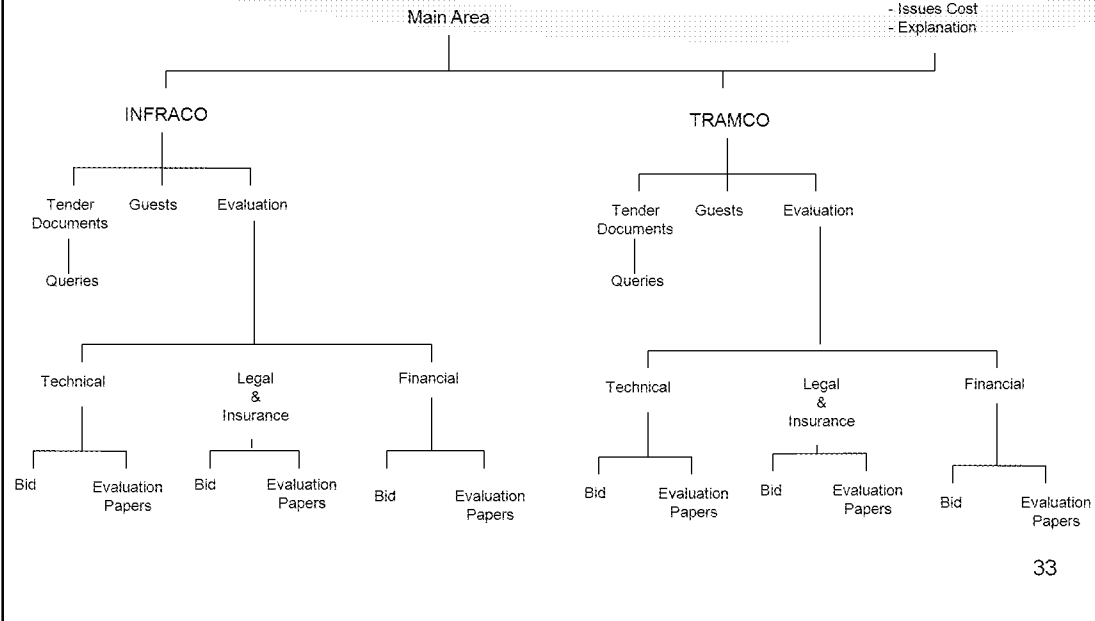 Main Area
- Issues Cost
- Explanation
INFRACO
TRAMCO
Tender
Documents
Guests
Evaluation
Queries
Tender
Documents
Guests
Evaluation
Queries
Technical
Legal
&
Insurance
Financial
Technical
Legal
&
Insurance
Financial
Bid
Evaluation
Papers
Bid
Evaluation
Papers
Bid
Evaluation
Papers
Bid
Evaluation
Papers
Bid
Evaluation
Papers
Bid
Evaluation
Papers
33